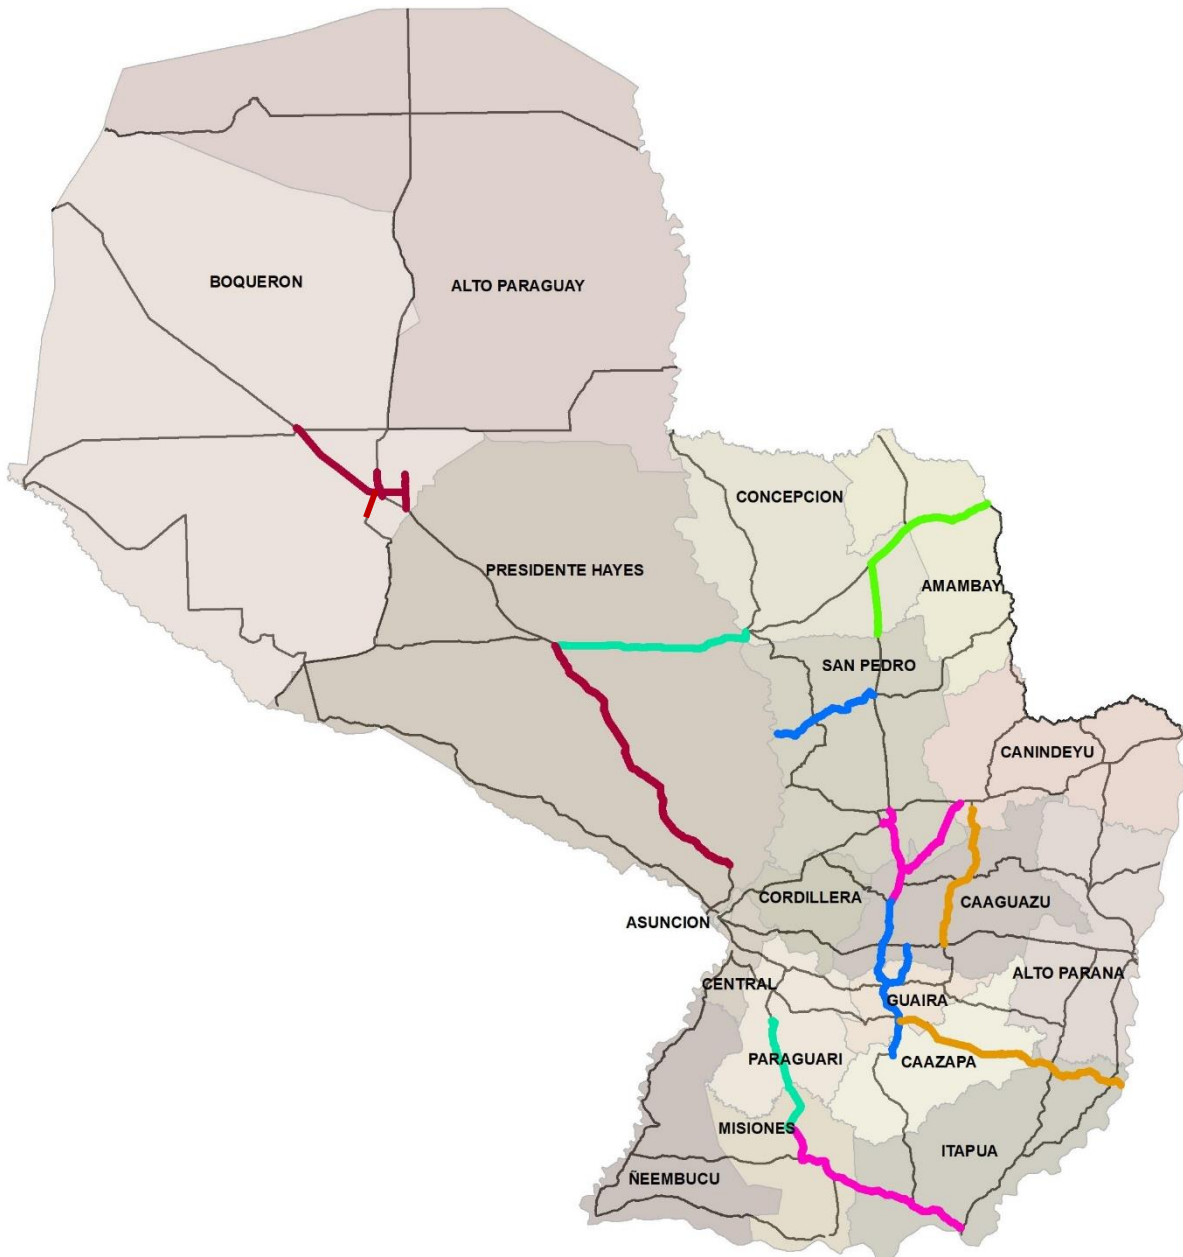 BOQUERON
ALTO PARAGUAY
CONCEPCION
PRESIDENTE HAYES
AMAMBAY
SAN PEDRO
CANINDEYU
CORDILLERA
CAAGUAZU
ASUNCION
ALTO PARANA
CENTRAL
GUAIRA
PARAGUARI
CAAZAPA
MISIONES
ITAPUA
ÑEEMBUCU